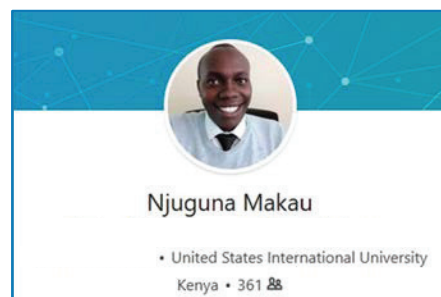 Njuguna Makau
• United States International University
Kenya • 361